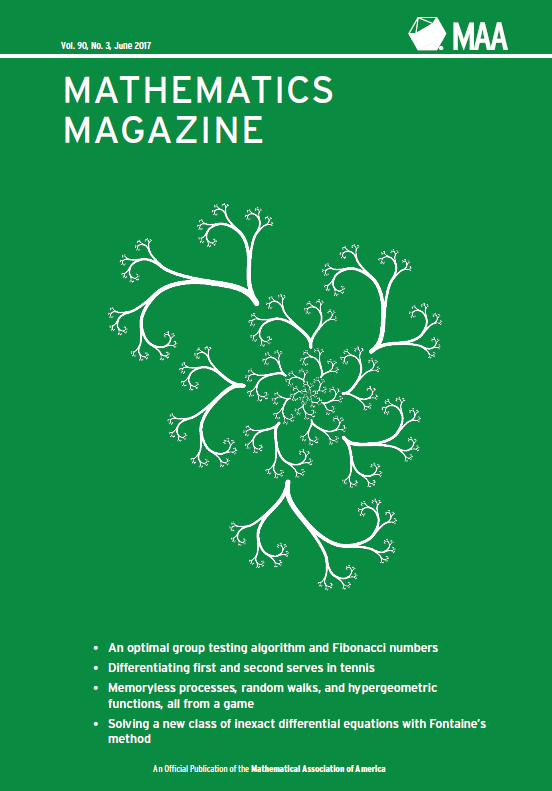 Vol. 90, No. 3, June 2017
MAA
MATHEMATICS
MAGAZINE
• An optimal group testing algorithm and Fibonacci numbers
• Differentiating first and second serves in tennis
• Memoryless processes, random walks, and hypergeometric
functions, all from a game
• Solving a new class of inexact differential equations with Fontaine's
method
An Official Publication of the Mathematical Association of America